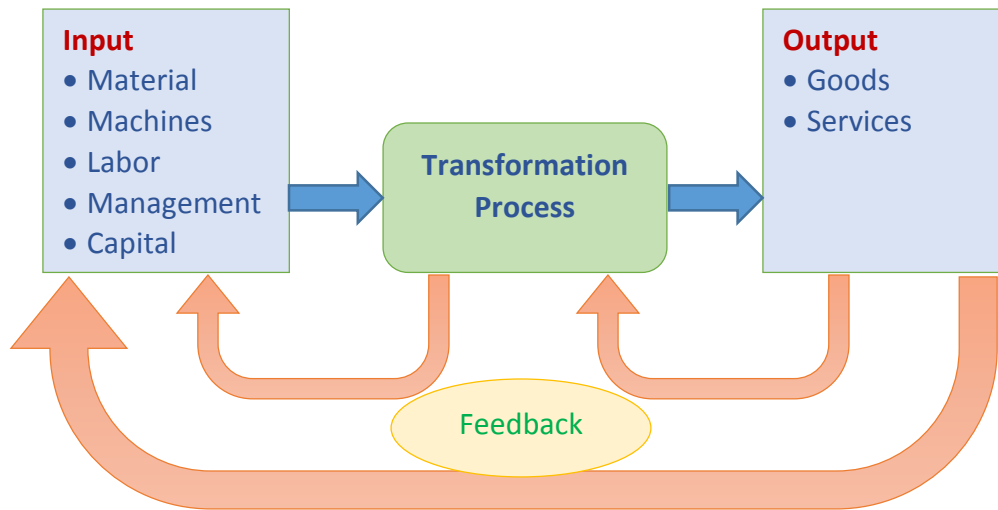 Input
• Material
• Machines
• Labor
• Management
• Capital
Transformation
Process
Output
• Goods
• Services
Feedback